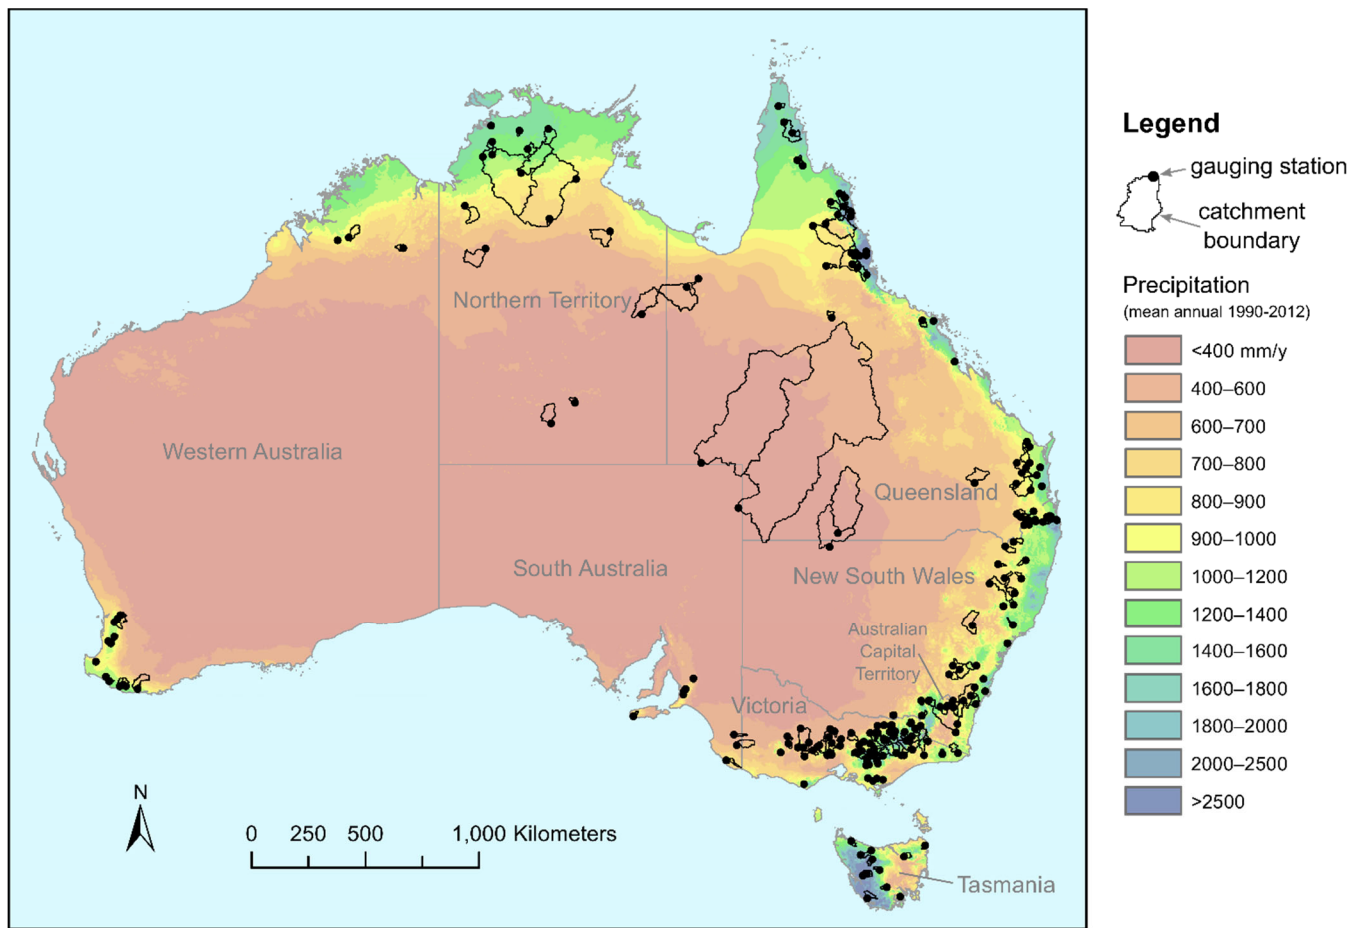 Northern Territory
Western Australia
Queensland
South Australia
New South Wales
Australian
Capital
Territory
Victoria
Tasmania
N
0 250 500 1,000 Kilometers
Legend
gauging station
catchment
boundary
Precipitation
(mean annual 1990-2012)
<400 mm/y
400–600
600–700
700–800
800–900
900–1000
1000–1200
1200–1400
1400–1600
1600–1800
1800–2000
2000–2500
>2500